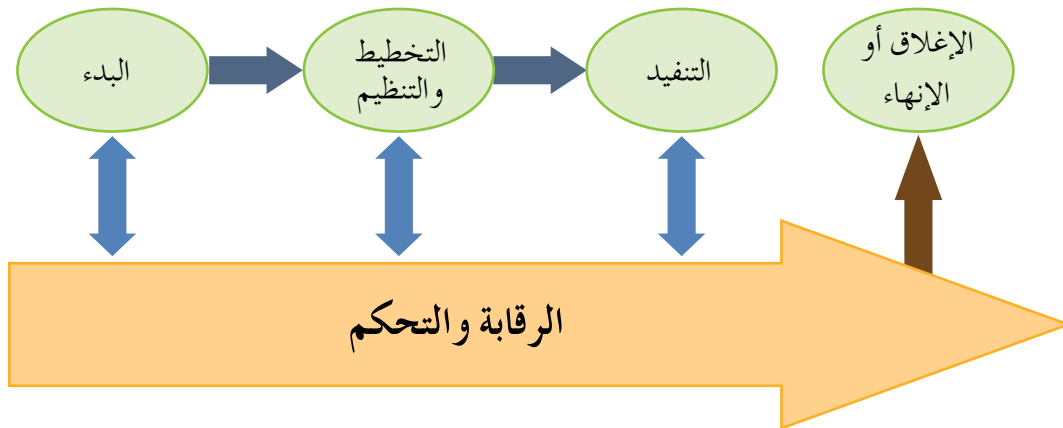 البدء
التخطيط
والتنظيم
التنفيد
الإغلاق أو
الإنهاء
الرقابة والتحكم